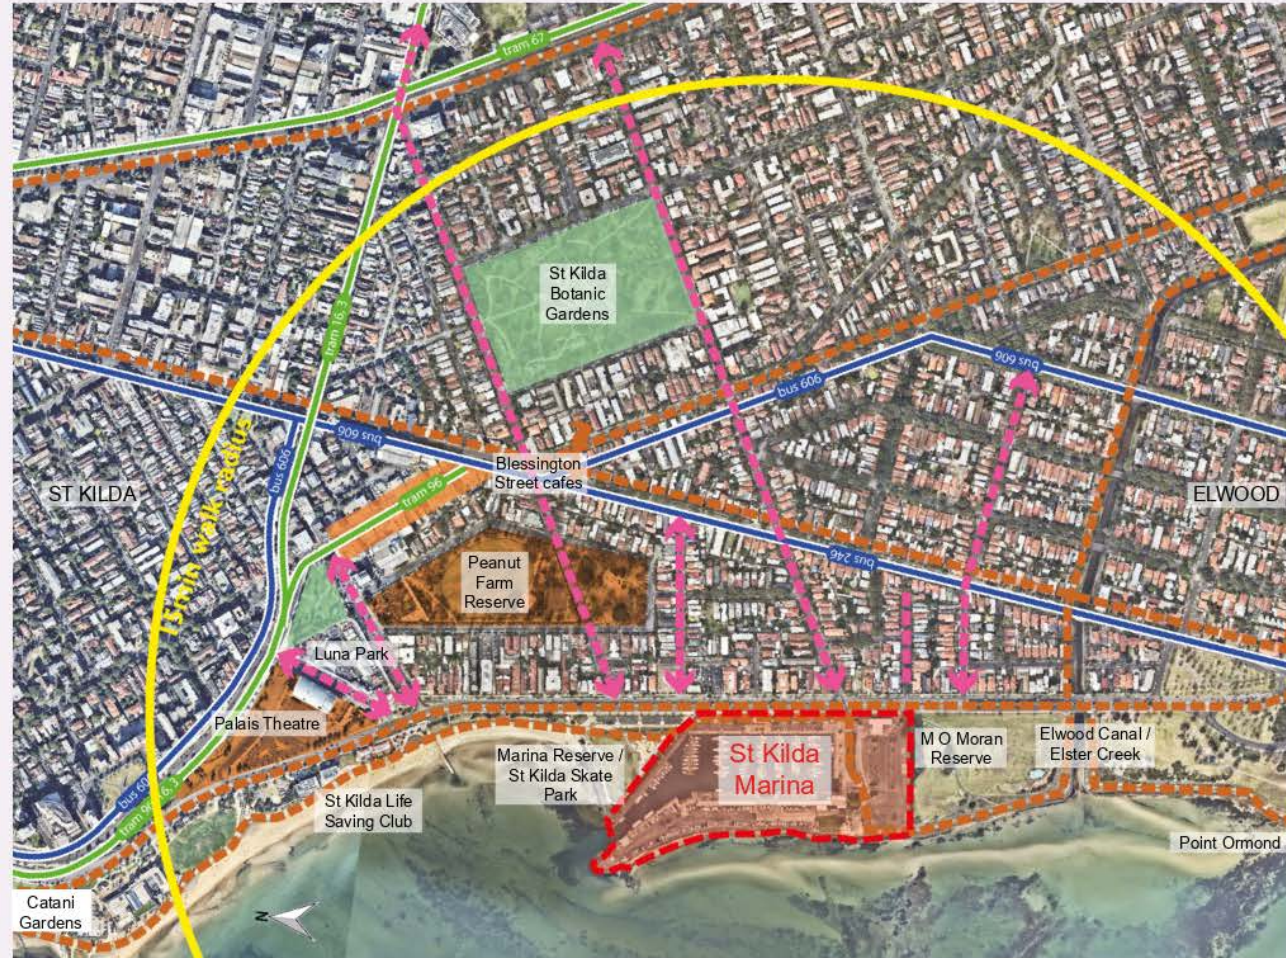 tram 67
tram 16, 3
St Kilda
Botanic
Gardens
bus 606
bus 606
bus 606
bus 606
15min walk radius
ST KILDA
Blessington
Street cafes
tram 96
ELWOOD
bus 246
Peanut
Farm
Reserve
Luna Park
Palais Theatre
St Kilda
Marina
M O Moran
Reserve
Elwood Canal /
Elster Creek
Marina Reserve /
St Kilda Skate
Park
St Kilda Life
Saving Club
Point Ormond
Catani
Gardens
N